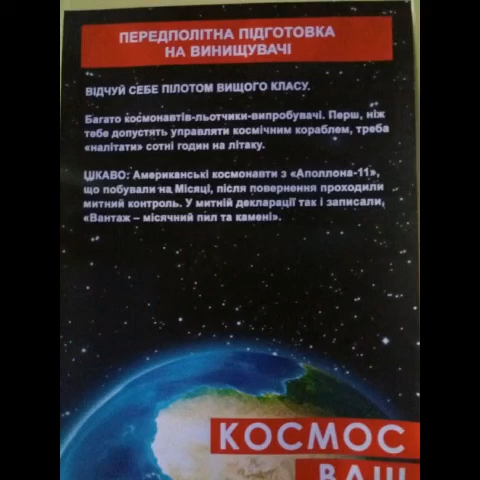 ПЕРЕДПОЛІТНА ПІДГОТОВКА
НА ВИНИЩУВАЧІ
ВІДЧУЙ СЕБЕ ПІЛОТОМ ВИЩОГО КЛАСУ.
Багато космонавтів-льотчики-випробувачі. Перш, ніж
тебе допустять управляти космічним кораблем, треба
«налітати» сотні годин на літаку.
ЦІКАВО: Американські космонавти з «Аполлона-11»,
що побували на Місяці, після повернення проходили
митний контроль. У митній декларації так і записали,
«Вантаж – місячний пил та камені».
КОСМОС
ВАШ